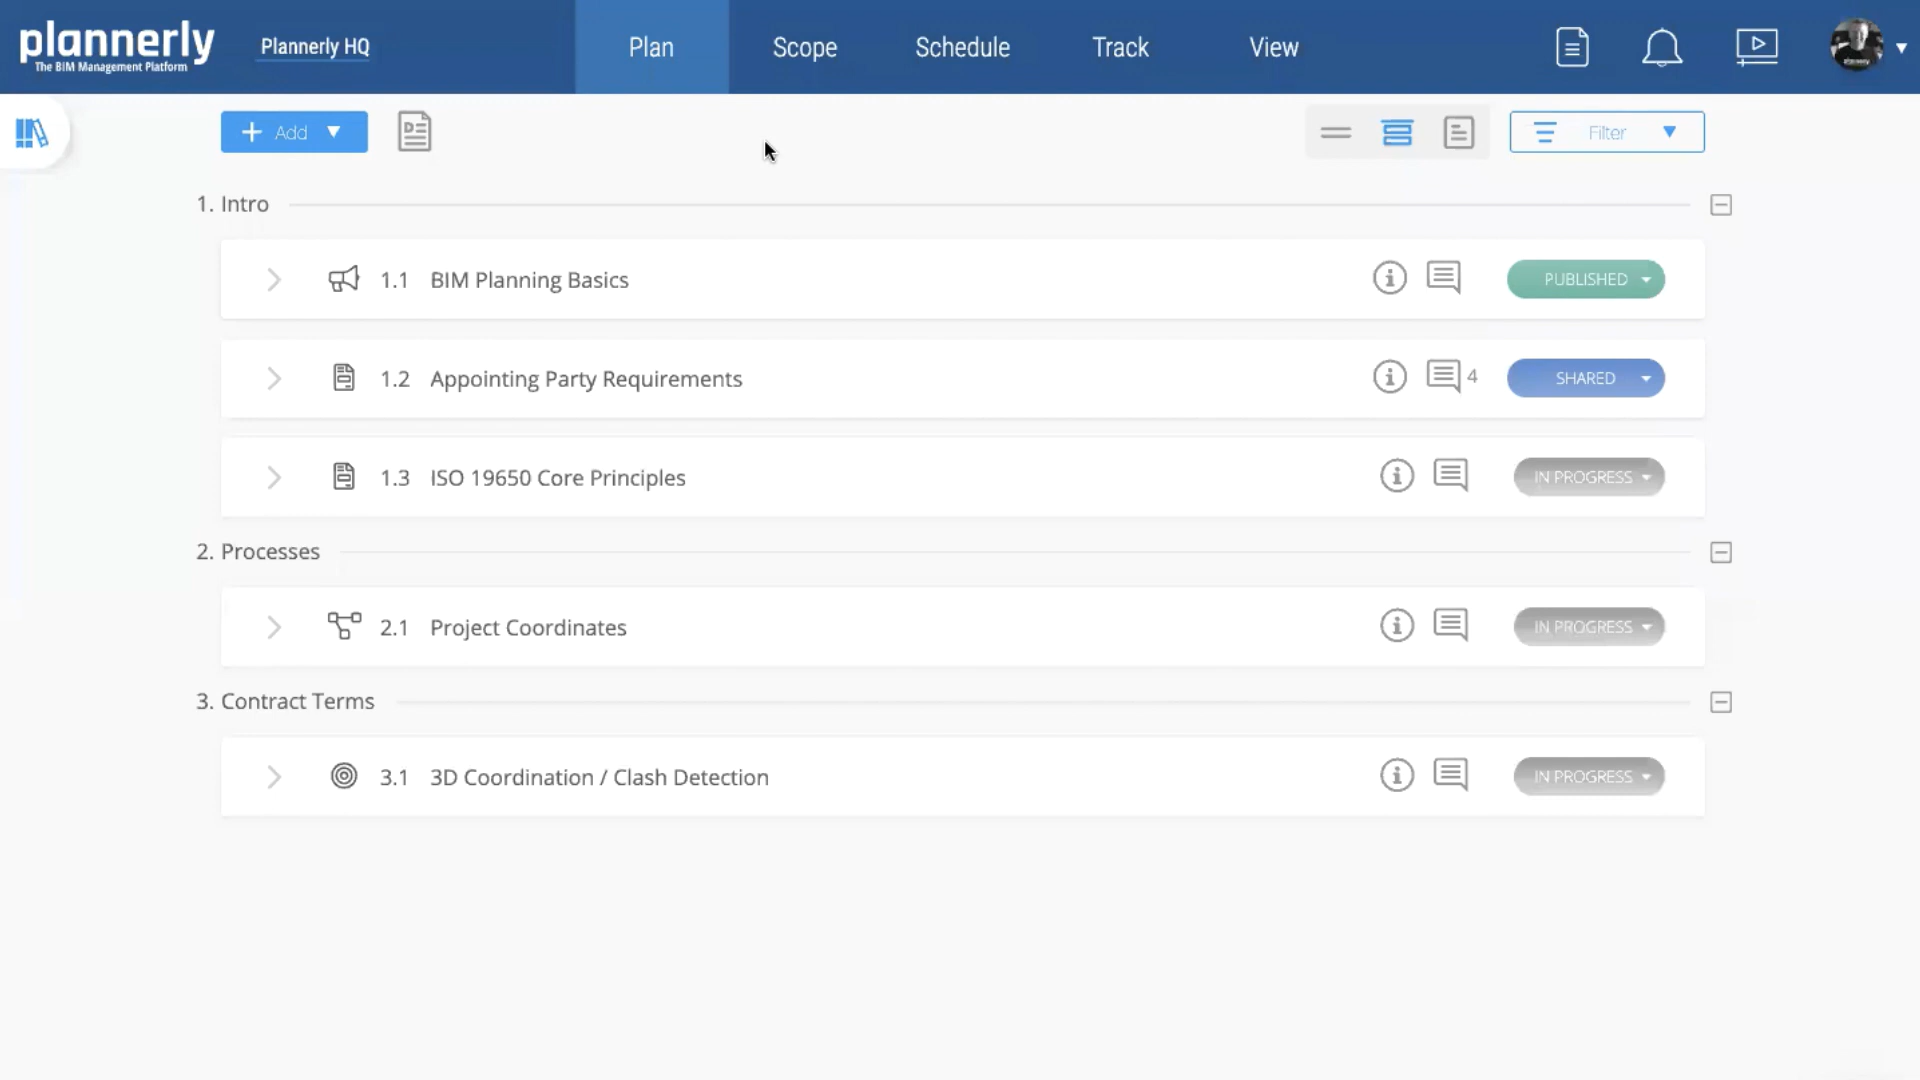 plannerly
The BIM Management Platform
Plannerly HQ
Plan
Scope
Schedule
Track
View
Add
Filter
1. Intro
1.1 BIM Planning Basics
PUBLISHED
1.2 Appointing Party Requirements
4
SHARED
1.3 ISO 19650 Core Principles
IN PROGRESS
2. Processes
2.1 Project Coordinates
IN PROGRESS
3. Contract Terms
3.1 3D Coordination / Clash Detection
IN PROGRESS